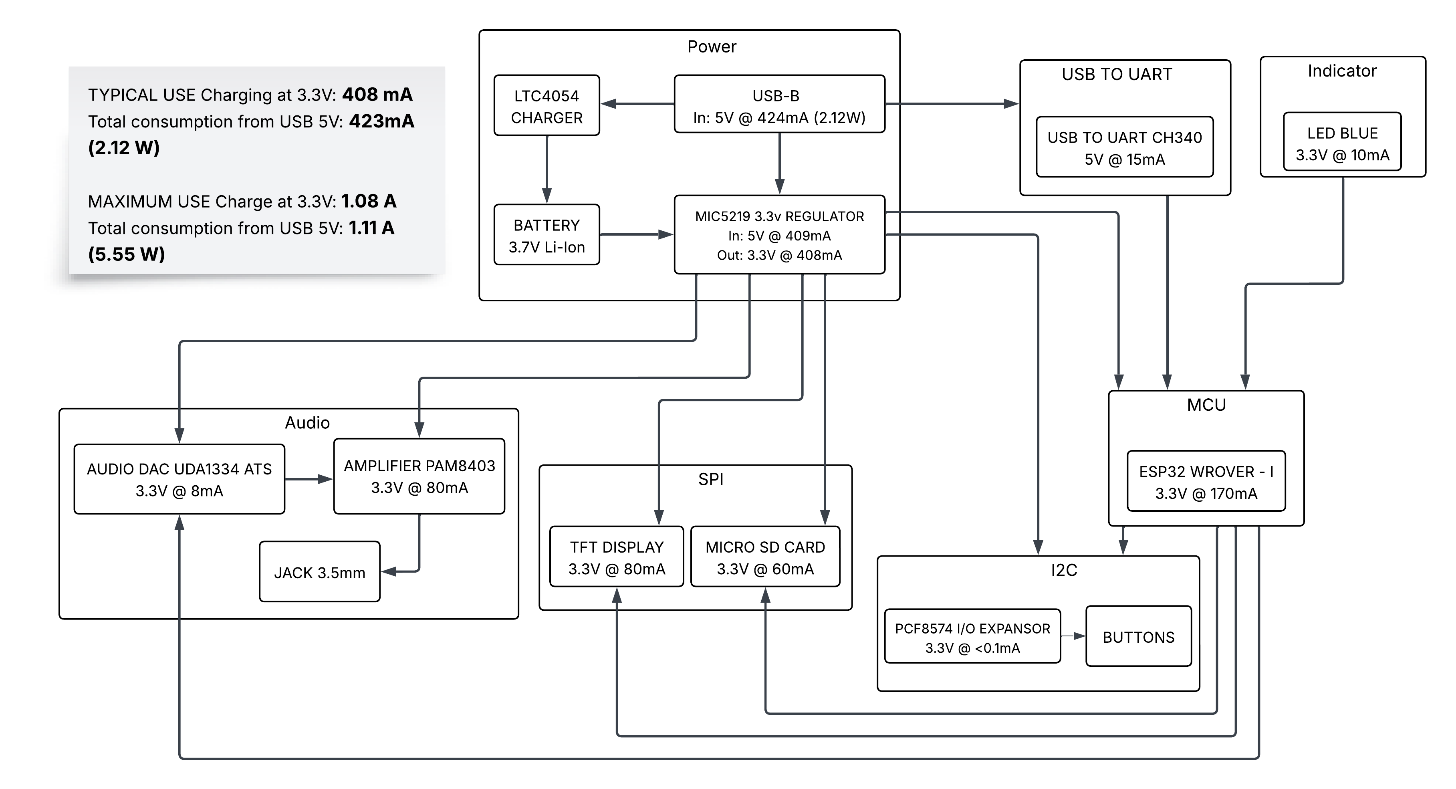 TYPICAL USE Charging at 3.3V: 408 mA
Total consumption from USB 5V: 423mA
(2.12 W)
MAXIMUM USE Charge at 3.3V: 1.08 A
Total consumption from USB 5V: 1.11 A
(5.55 W)
Power
LTC4054
CHARGER
USB-B
In: 5V @ 424mA (2.12W)
BATTERY
3.7V Li-Ion
MIC5219 3.3v REGULATOR
In: 5V @ 409mA
Out: 3.3V @ 408mA
USB TO UART
USB TO UART CH340
5V @ 15mA
Indicator
LED BLUE
3.3V @ 10mA
Audio
AUDIO DAC UDA1334 ATS
3.3V @ 8mA
AMPLIFIER PAM8403
3.3V @ 80mA
JACK 3.5mm
SPI
TFT DISPLAY
3.3V @ 80mA
MICRO SD CARD
3.3V @ 60mA
MCU
ESP32 WROVER - I
3.3V @ 170mA
I2C
PCF8574 I/O EXPANSOR
3.3V @ <0.1mA
BUTTONS